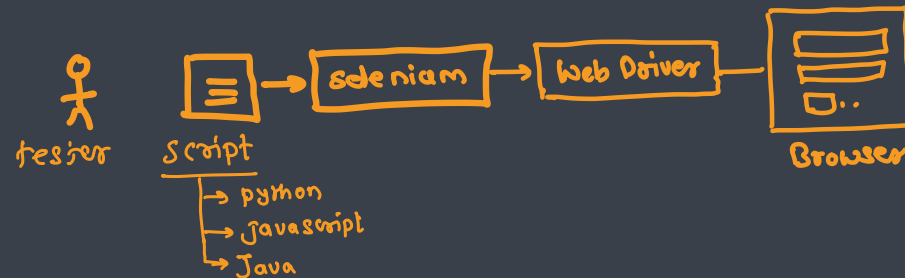 selenium
Web Driver
tester
Script
Browser
python
javascript
Java